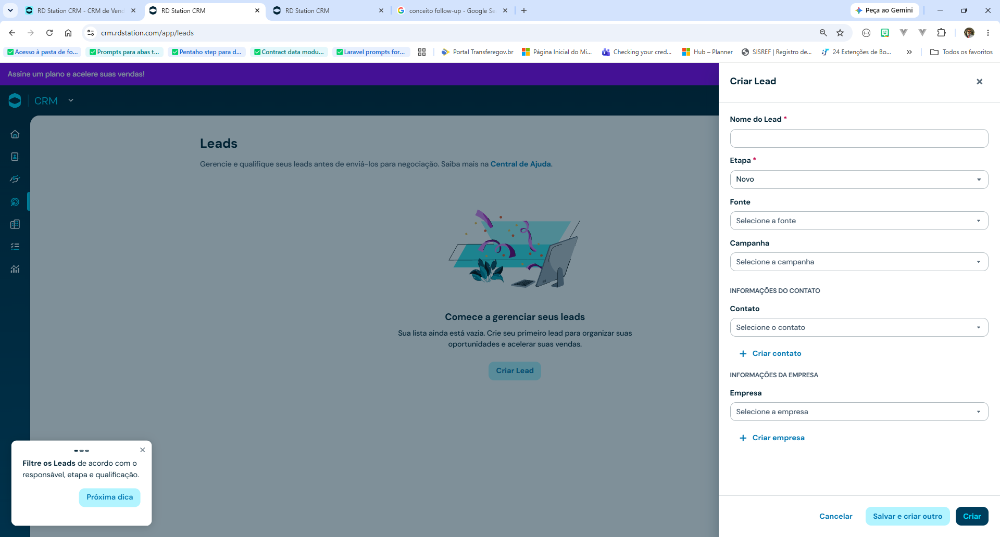 RD Station CRM - CRM de Vend
RD Station CRM
RD Station CRM
conceito follow-up - Google Se
Peça ao Gemini
crm.rdstation.com/app/leads
Acesso à pasta de fo...
Prompts para abas t...
Pentaho step para d...
Contract data modu...
Laravel prompts for...
Portal Transferegov.br
Página Inicial do Mi...
Checking your cred...
Hub – Planner
SISREF | Registro de...
24 Extenções de Bo...
Todos os favoritos
Assine um plano e acelere suas vendas!
CRM
Leads
Gerencie e qualifique seus leads antes de enviá-los para negociação. Saiba mais na Central de Ajuda.
Comece a gerenciar seus leads
Sua lista ainda está vazia. Crie seu primeiro lead para organizar suas
oportunidades e acelerar suas vendas.
Criar Lead
Filtre os Leads de acordo com o
responsável, etapa e qualificação.
Próxima dica
Criar Lead
Nome do Lead *
Etapa *
Novo
Fonte
Selecione a fonte
Campanha
Selecione a campanha
INFORMAÇÕES DO CONTATO
Contato
Selecione o contato
+ Criar contato
INFORMAÇÕES DA EMPRESA
Empresa
Selecione a empresa
+ Criar empresa
Cancelar
Salvar e criar outro
Criar